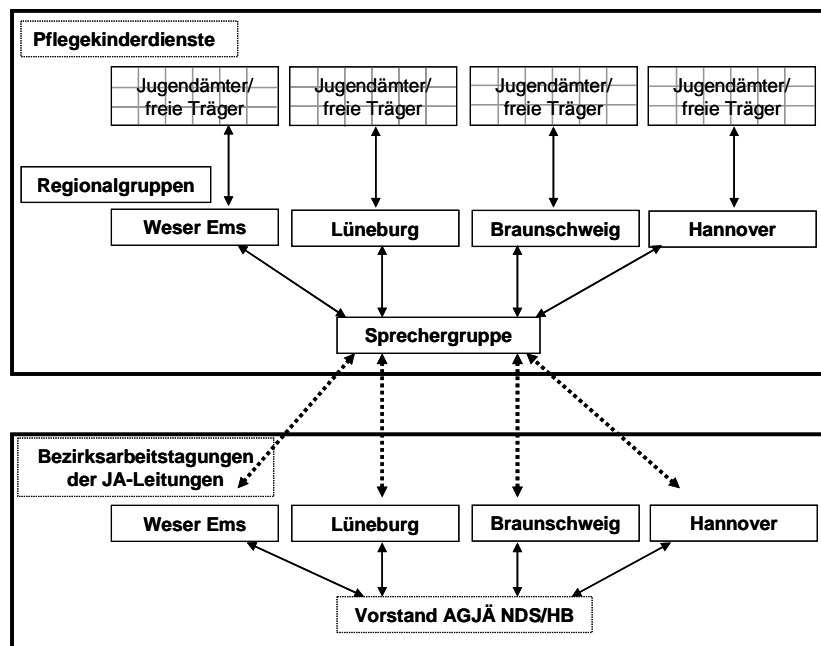 Pflegekinderdienste
Jugendämter/
freie Träger
Jugendämter/
freie Träger
Jugendämter/
freie Träger
Jugendämter/
freie Träger
Regionalgruppen
Weser Ems
Lüneburg
Braunschweig
Hannover
Sprechergruppe
Bezirksarbeitstagungen
der JA-Leitungen
Weser Ems
Lüneburg
Braunschweig
Hannover
Vorstand AGJÄ NDS/HB